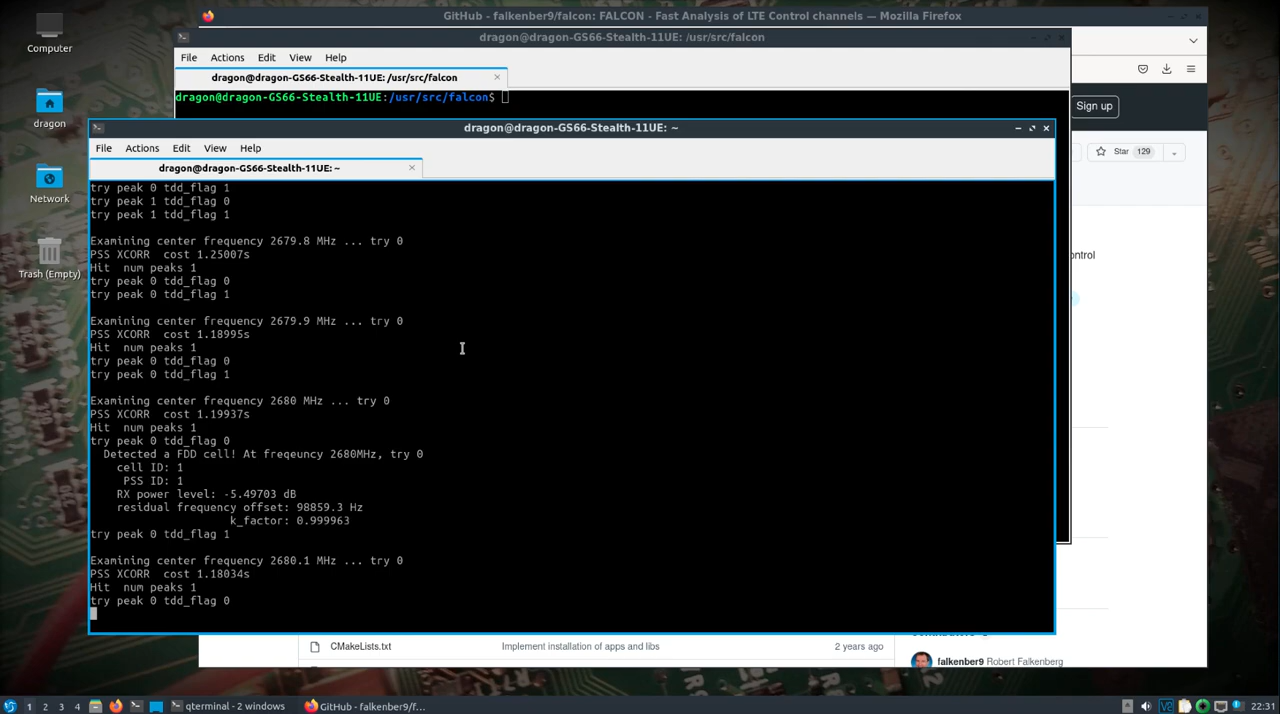 Computer
dragon
Network
Trash (Empty)
GitHub - falkenber9/falcon: FALCON - Fast Analysis of LTE Control channels — Mozilla Firefox
dragon@dragon-GS66-Stealth-11UE: /usr/src/falcon
File Actions Edit View Help
dragon@dragon-GS66-Stealth-11UE: /usr/src/falcon
dragon@dragon-GS66-Stealth-11UE:/usr/src/falcon$
Sign up
Star 129
ontrol
dragon@dragon-GS66-Stealth-11UE: ~
File Actions Edit View Help
dragon@dragon-GS66-Stealth-11UE: ~
try peak 0 tdd_flag 1
try peak 1 tdd_flag 0
try peak 1 tdd_flag 1
Examining center frequency 2679.8 MHz ... try 0
PSS XCORR cost 1.25007s
Hit num peaks 1
try peak 0 tdd_flag 0
try peak 0 tdd_flag 1
Examining center frequency 2679.9 MHz ... try 0
PSS XCORR cost 1.18995s
Hit num peaks 1
try peak 0 tdd_flag 0
try peak 0 tdd_flag 1
Examining center frequency 2680 MHz ... try 0
PSS XCORR cost 1.19937s
Hit num peaks 1
try peak 0 tdd_flag 0
Detected a FDD cell! At freqeuncy 2680MHz, try 0
cell ID: 1
PSS ID: 1
RX power level: -5.49703 dB
residual frequency offset: 98859.3 Hz
k_factor: 0.999963
try peak 0 tdd_flag 1
Examining center frequency 2680.1 MHz ... try 0
PSS XCORR cost 1.18034s
Hit num peaks 1
try peak 0 tdd_flag 0
CMakeLists.txt Implement installation of apps and libs 2 years ago
falkenber9 Robert Falkenberg
1 2 3 4 qterminal - 2 windows GitHub - falkenber9/f... 22:31